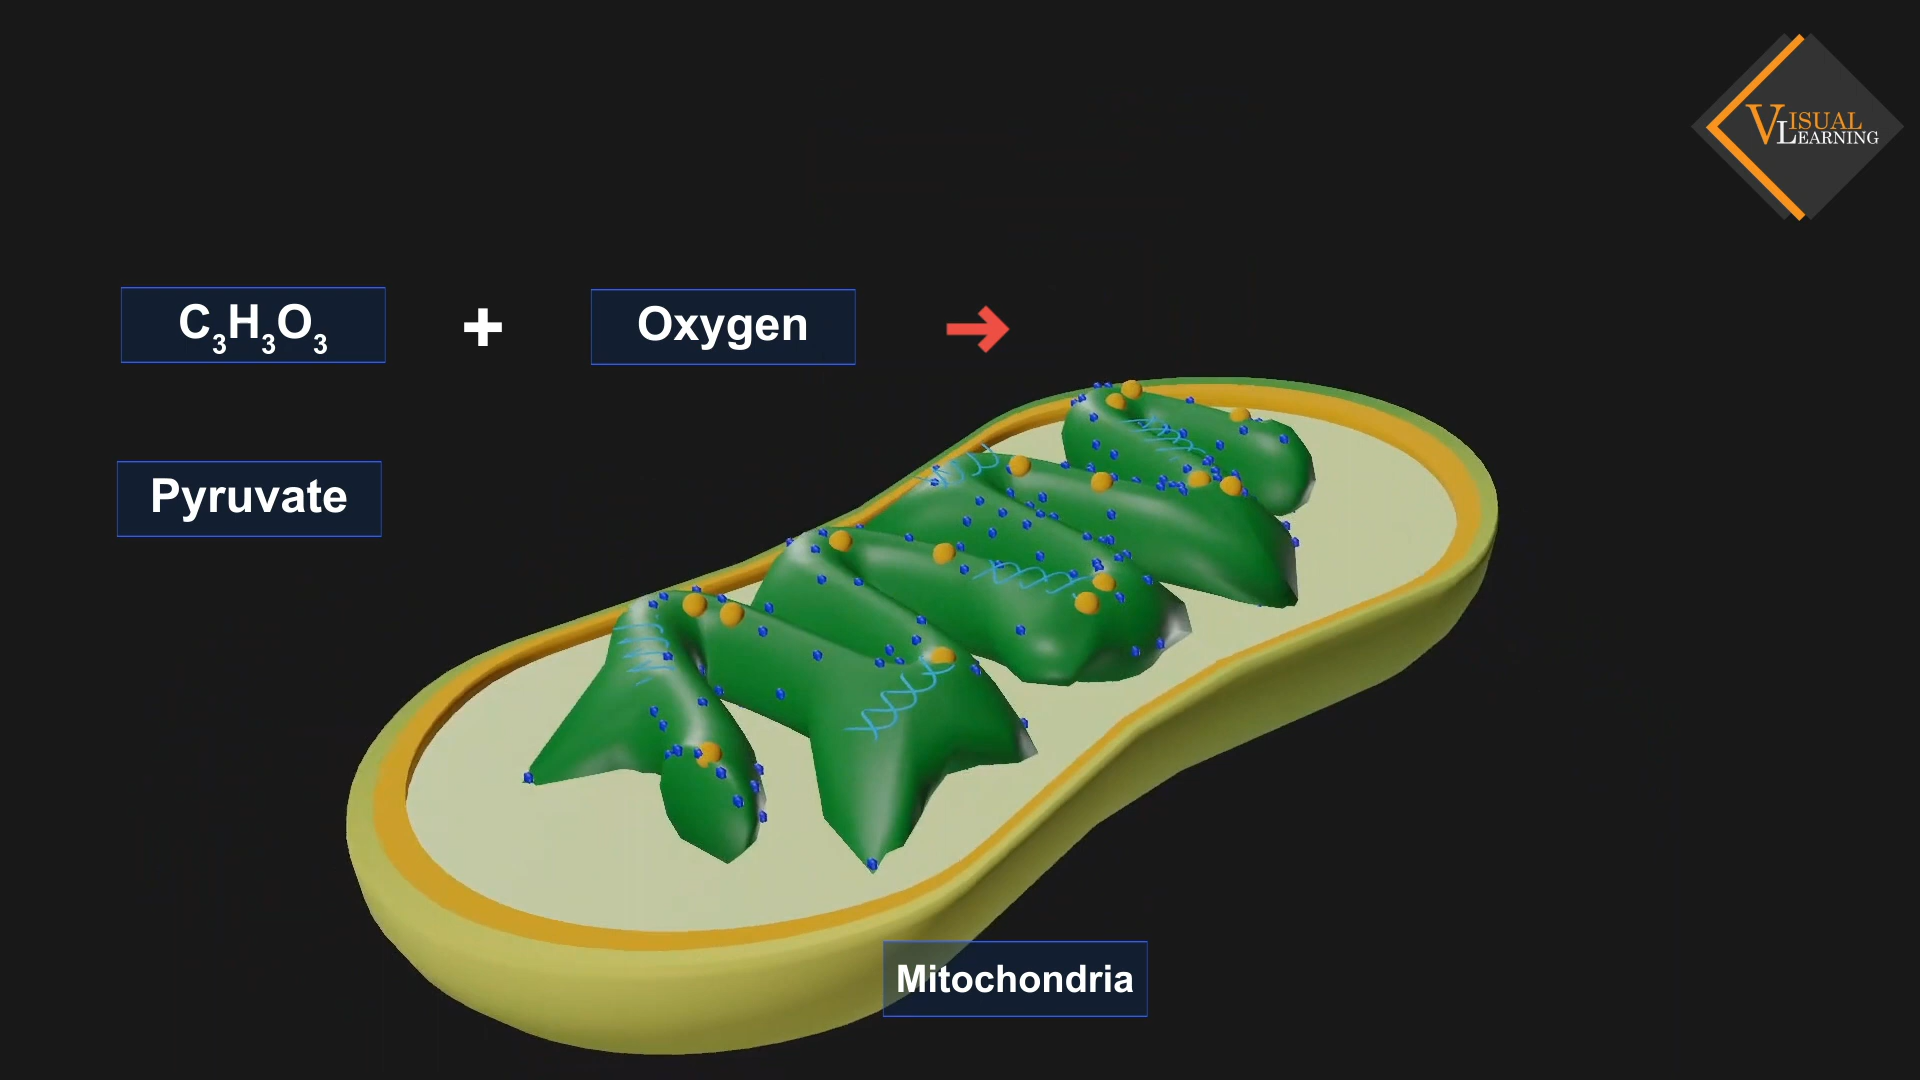 VISUAL
LEARNING
C₃H₃O₃ + Oxygen →
Pyruvate
Mitochondria